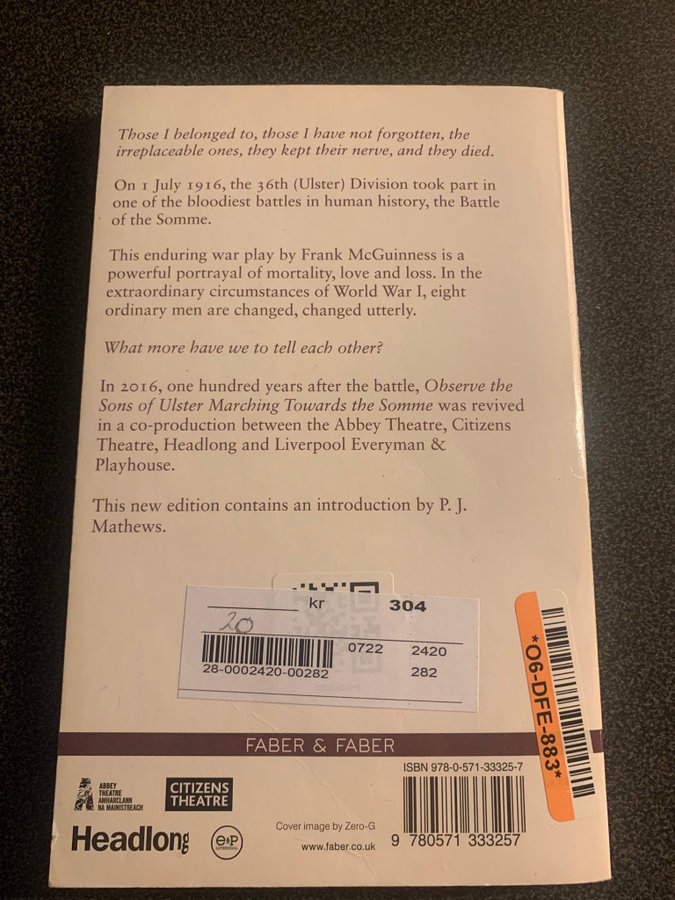 Those I belonged to, those I have not forgotten, the
irreplaceable ones, they kept their nerve, and they died.
On 1 July 1916, the 36th (Ulster) Division took part in
one of the bloodiest battles in human history, the Battle
of the Somme.
This enduring war play by Frank McGuinness is a
powerful portrayal of mortality, love and loss. In the
extraordinary circumstances of World War I, eight
ordinary men are changed, changed utterly.
What more have we to tell each other?
In 2016, one hundred years after the battle, Observe the
Sons of Ulster Marching Towards the Somme was revived
in a co-production between the Abbey Theatre, Citizens
Theatre, Headlong and Liverpool Everyman &
Playhouse.
This new edition contains an introduction by P. J.
Mathews.
kr 304
20
0722 2420
28-0002420-00282 282
*O6-DFE-883*
FABER & FABER
ISBN 978-0-571-33325-7
ABBEY
THEATRE
AMHARCLANN
NA MAINISTREACH
CITIZENS
THEATRE
Headlong
e&P
LIVERPOOL
Cover image by Zero-G
www.faber.co.uk
9 780571 333257